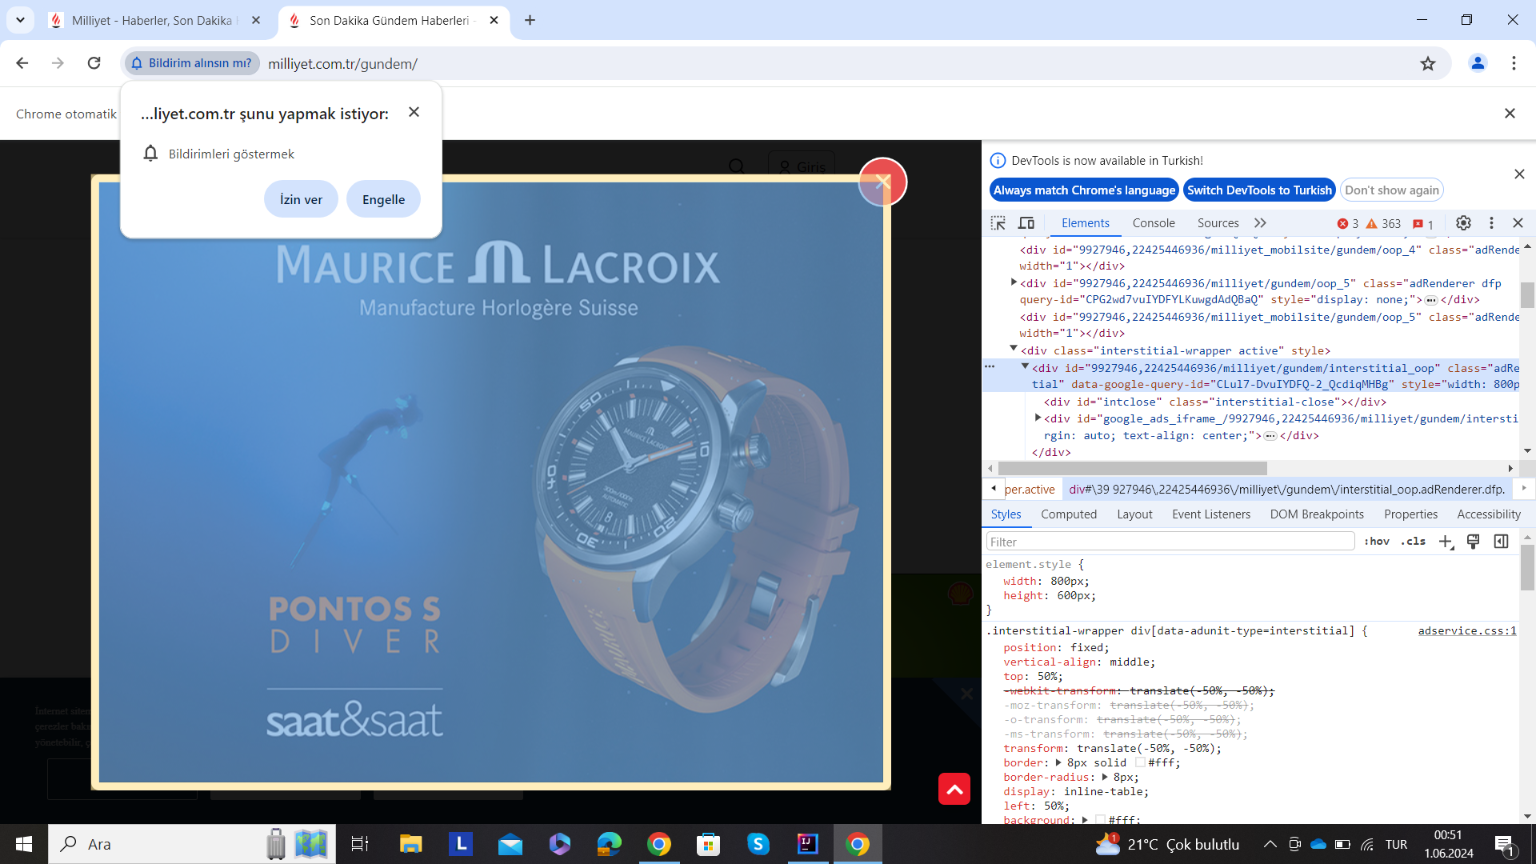 Milliyet - Haberler, Son Dakika
Son Dakika Gündem Haberleri -
Bildirim alınsın mı?
milliyet.com.tr/gundem/
Chrome otomatik
...liyet.com.tr şunu yapmak istiyor:
Bildirimleri göstermek
İzin ver
Engelle
Giriş
MAURICE LACROIX
Manufacture Horlogère Suisse
PONTOS S
DIVER
saat&saat
DevTools is now available in Turkish!
Always match Chrome's language
Switch DevTools to Turkish
Don't show again
Elements
Console
Sources
3
363
1
<div id="9927946,22425446936/milliyet_mobilsite/gundem/oop_4" class="adRende
width="1"></div>
<div id="9927946,22425446936/milliyet/gundem/oop_5" class="adRenderer dfp
query-id="CPG2wd7vuIYDFYLKuwgdAdQBaQ" style="display: none;"></div>
<div id="9927946,22425446936/milliyet_mobilsite/gundem/oop_5" class="adRende
width="1"></div>
<div class="interstitial-wrapper active" style>
<div id="9927946,22425446936/milliyet/gundem/interstitial_oop" class="adRe
tial" data-google-query-id="CLul7-DvuIYDFQ-2_QcdiqMHBg" style="width: 800p
<div id="intclose" class="interstitial-close"></div>
<div id="google_ads_iframe_/9927946,22425446936/milliyet/gundem/intersti
rgin: auto; text-align: center;"></div>
</div>
per.active
div#\39 927946\,22425446936\/milliyet\/gundem\/interstitial_oop.adRenderer.dfp.
Styles
Computed
Layout
Event Listeners
DOM Breakpoints
Properties
Accessibility
Filter
:hov
.cls
element.style {
width: 800px;
height: 600px;
}
.interstitial-wrapper div[data-adunit-type=interstitial] {
adservice.css:1
position: fixed;
vertical-align: middle;
top: 50%;
-webkit-transform: translate(-50%, -50%);
-moz-transform: translate(-50%, -50%);
-o-transform: translate(-50%, -50%);
-ms-transform: translate(-50%, -50%);
transform: translate(-50%, -50%);
border: 8px solid #fff;
border-radius: 8px;
display: inline-table;
left: 50%;
background: #fff;
Ara
21°C Çok bulutlu
TUR
00:51
1.06.2024
1